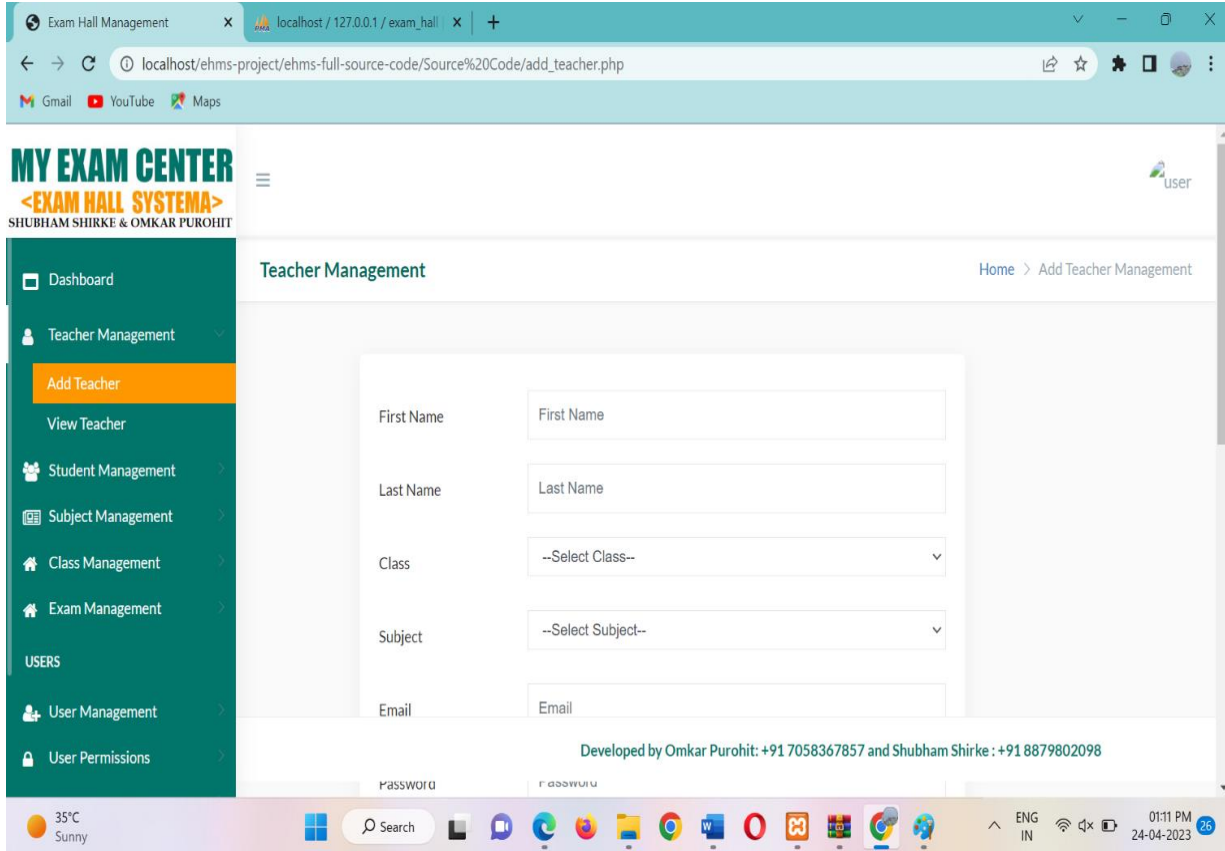 Exam Hall Management
localhost / 127.0.0.1 / exam_hall
localhost/ehms-project/ehms-full-source-code/Source%20Code/add_teacher.php
Gmail YouTube Maps
MY EXAM CENTER
<EXAM HALL SYSTEMA>
SHUBHAM SHIRKE & OMKAR PUROHIT
user
Dashboard
Teacher Management
Add Teacher
View Teacher
Student Management
Subject Management
Class Management
Exam Management
USERS
User Management
User Permissions
Teacher Management
Home > Add Teacher Management
First Name First Name
Last Name Last Name
Class --Select Class--
Subject --Select Subject--
Email Email
Developed by Omkar Purohit: +91 7058367857 and Shubham Shirke : +91 8879802098
Password Password
35°C
Sunny
Search
ENG
IN
01:11 PM
24-04-2023
26